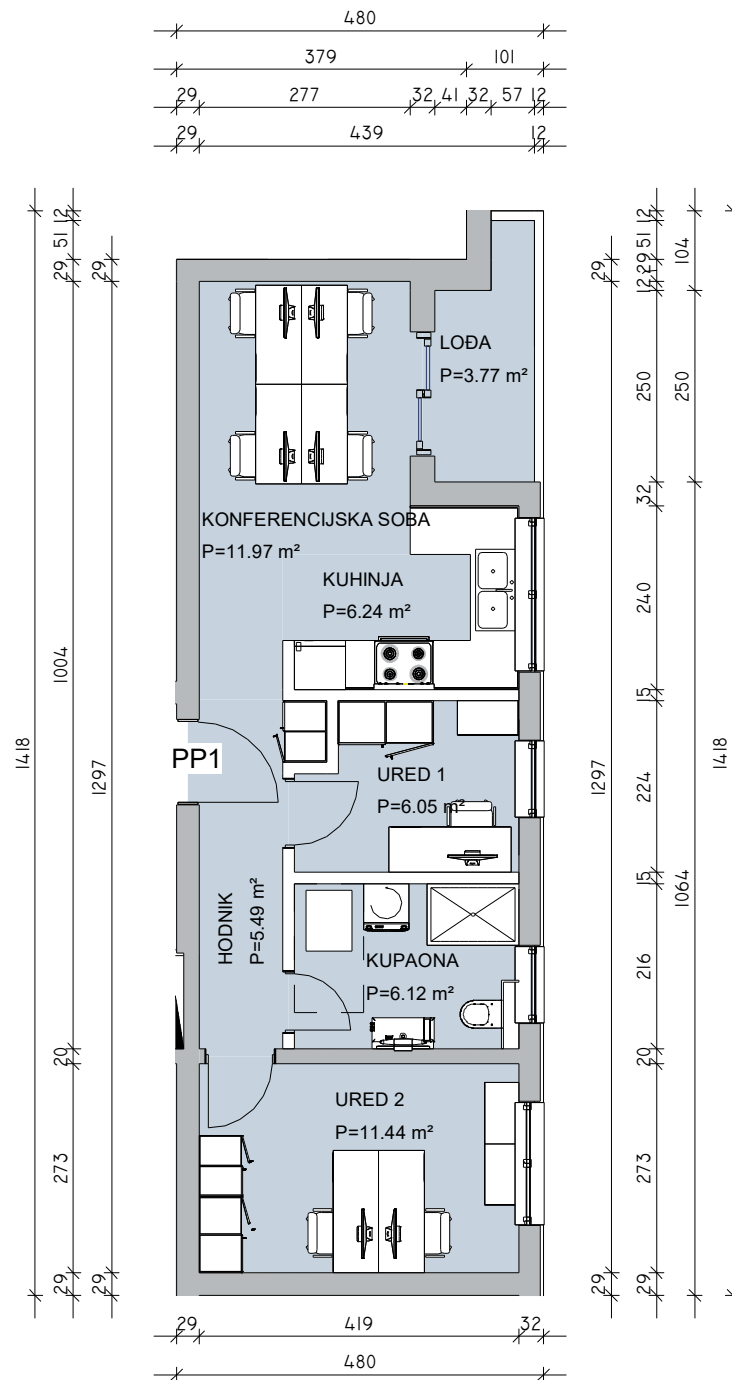 480
379 101
29 277 32 41 32 57 12
29 439 12
12
51
29
1004
20
273
29
1418
29
1297
29
LOĐA
P=3.77 m²
KONFERENCIJSKA SOBA
P=11.97 m²
KUHINJA
P=6.24 m²
PP1
URED 1
P=6.05 m²
HODNIK
P=5.49 m²
KUPAONA
P=6.12 m²
URED 2
P=11.44 m²
29
1297
29
12
51
29
12
250
32
240
15
224
15
216
20
273
29
104
250
1064
1418
29 419 32
480